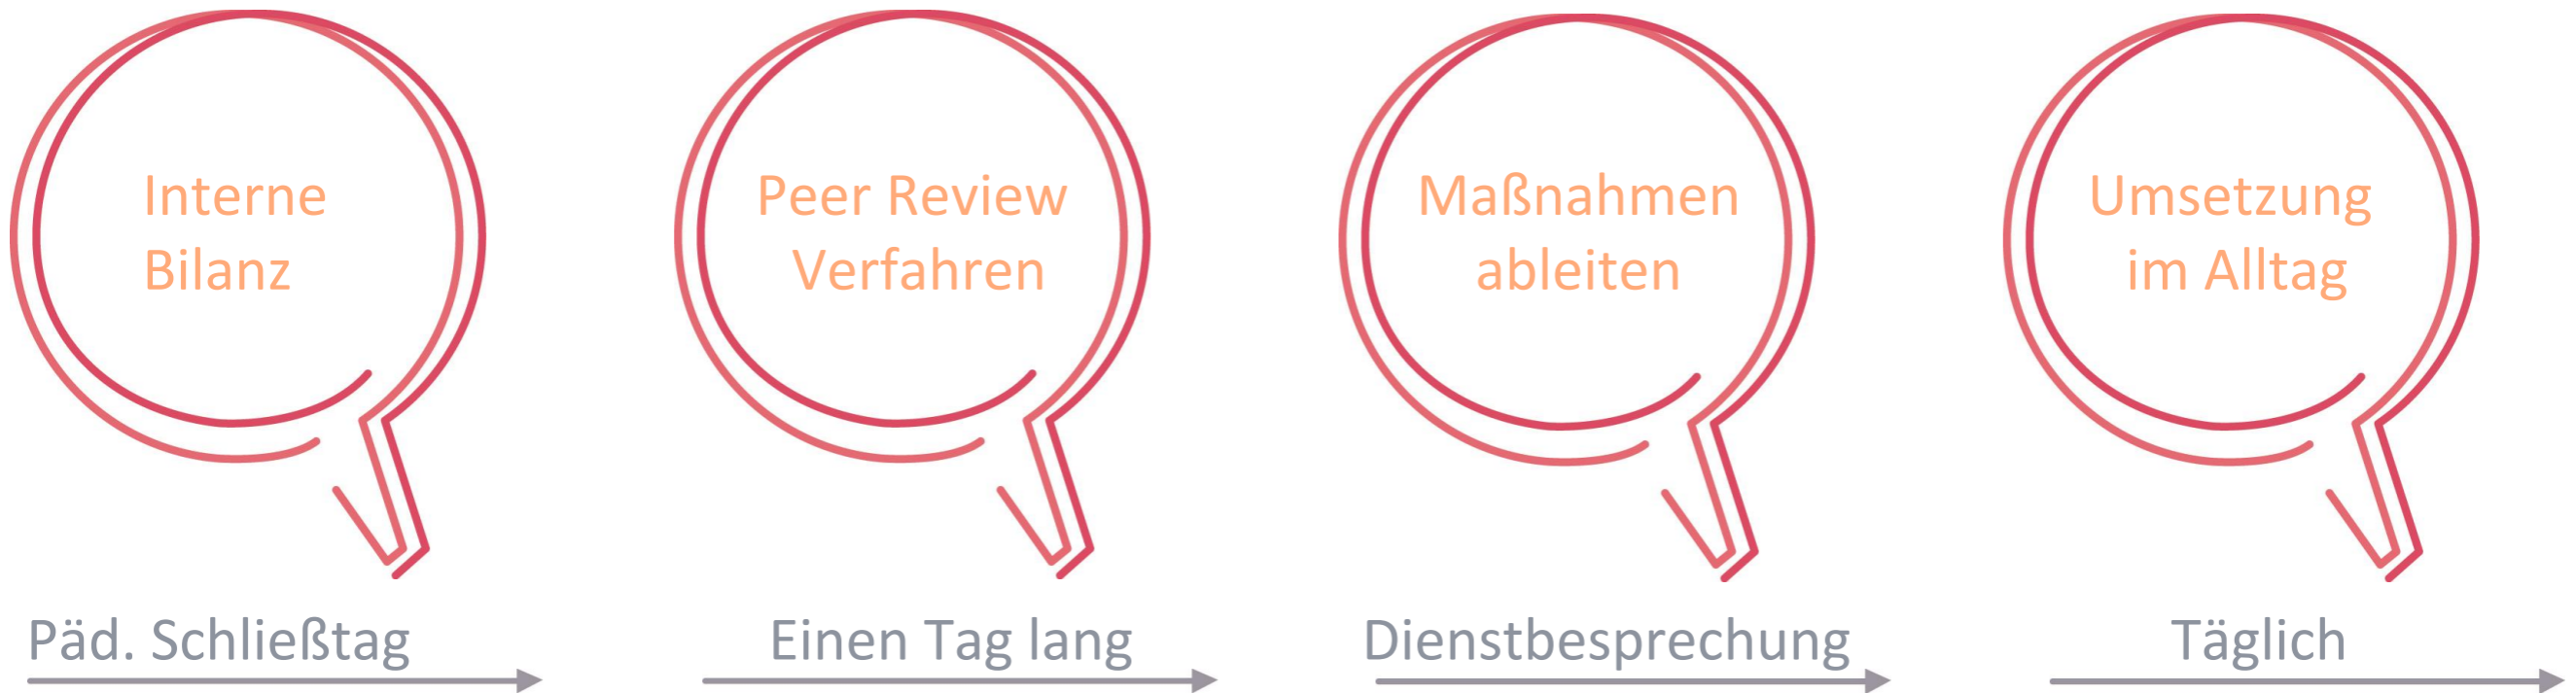 Interne
Bilanz
Peer Review
Verfahren
Maßnahmen
ableiten
Umsetzung
im Alltag
Päd. Schließtag
Einen Tag lang
Dienstbesprechung
Täglich